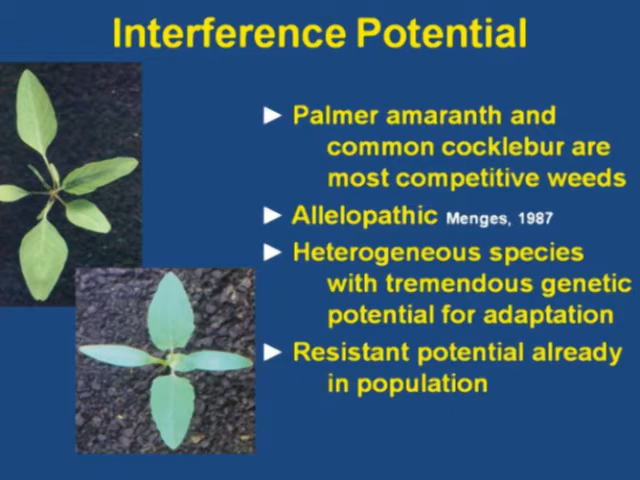 Interference Potential
► Palmer amaranth and
common cocklebur are
most competitive weeds
► Allelopathic Menges, 1987
► Heterogeneous species
with tremendous genetic
potential for adaptation
► Resistant potential already
in population